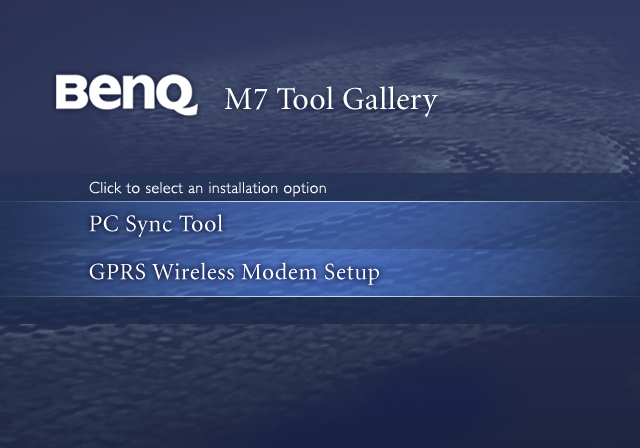 BenQ M7 Tool Gallery
Click to select an installation option
PC Sync Tool
GPRS Wireless Modem Setup